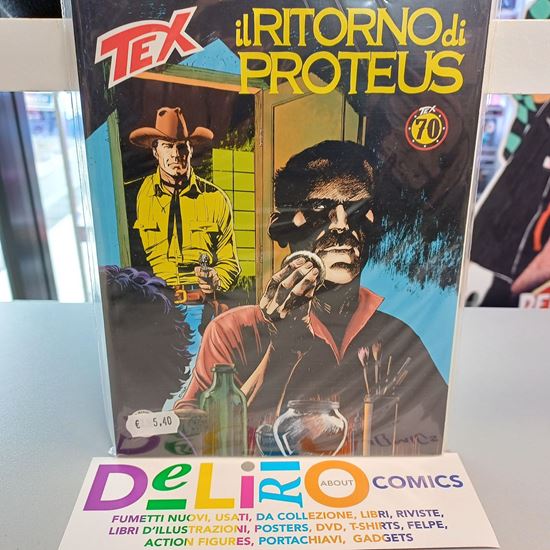 TEX
il RITORNO di
PROTEUS
TEX
70
€ 5,40
DeLiRiO
ABOUT
COMICS
FUMETTI NUOVI, USATI, DA COLLEZIONE, LIBRI, RIVISTE,
LIBRI D'ILLUSTRAZIONI, POSTERS, DVD, T-SHIRTS, FELPE,
ACTION FIGURES, PORTACHIAVI, GADGETS